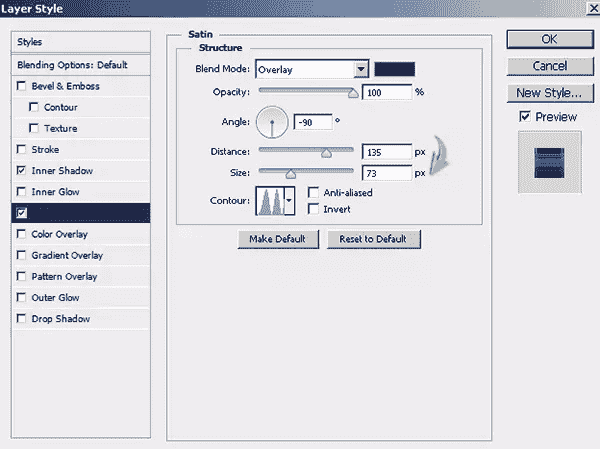 Layer Style
Styles
Blending Options: Default
Bevel & Emboss
Contour
Texture
Stroke
Inner Shadow
Inner Glow
Color Overlay
Gradient Overlay
Pattern Overlay
Outer Glow
Drop Shadow
Satin
Structure
Blend Mode: Overlay
Opacity: 100 %
Angle: -90 °
Distance: 135 px
Size: 73 px
Contour: Anti-aliased
Invert
Make Default Reset to Default
OK
Cancel
New Style...
Preview